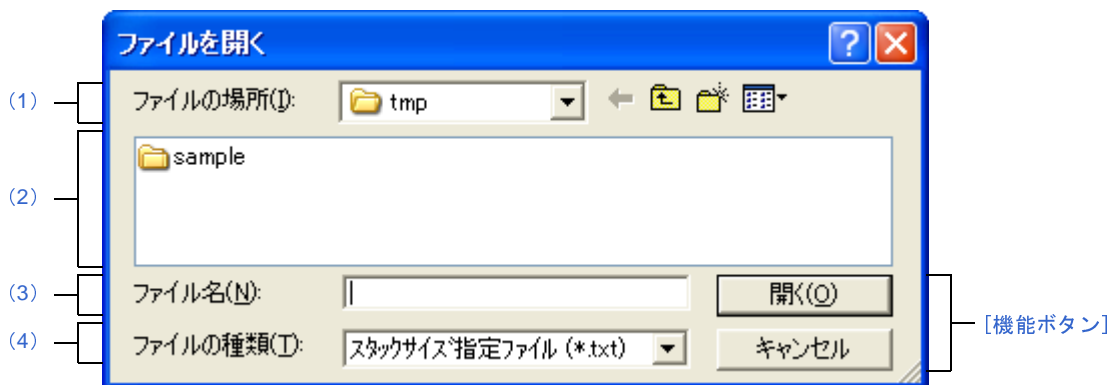 ファイルを開く
(1) ファイルの場所(I): tmp
(2) sample
(3) ファイル名(N): 開く(O)
(4) ファイルの種類(T): スタックサイズ指定ファイル (*.txt) キャンセル
[機能ボタン]